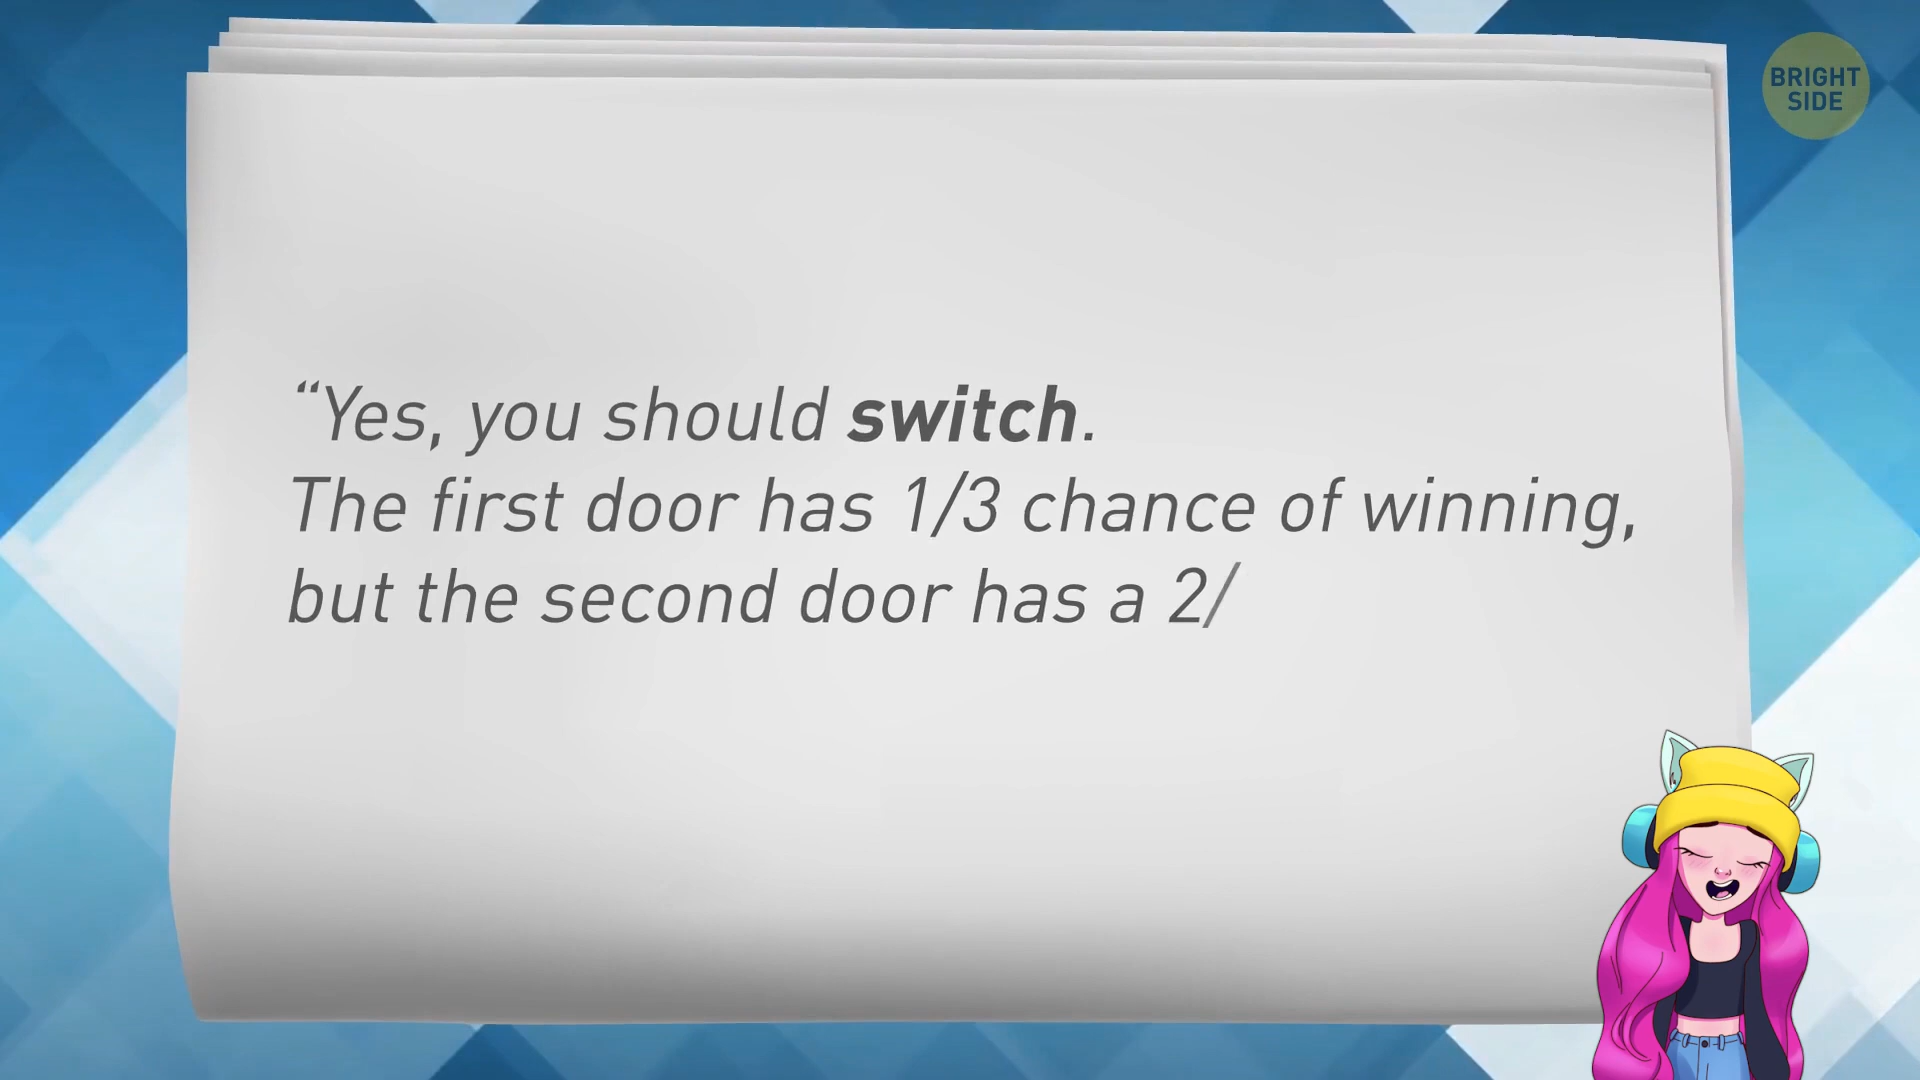 BRIGHT
SIDE
“Yes, you should switch.
The first door has 1/3 chance of winning,
but the second door has a 2/